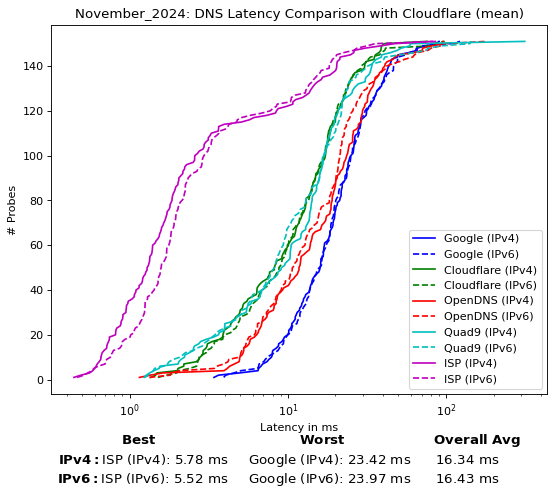 November_2024: DNS Latency Comparison with Cloudflare (mean)
140
120
100
80
60
40
20
0
# Probes
Google (IPv4)
Google (IPv6)
Cloudflare (IPv4)
Cloudflare (IPv6)
OpenDNS (IPv4)
OpenDNS (IPv6)
Quad9 (IPv4)
Quad9 (IPv6)
ISP (IPv4)
ISP (IPv6)
10⁰ 10¹ 10²
Latency in ms
Best Worst Overall Avg
IPv4: ISP (IPv4): 5.78 ms Google (IPv4): 23.42 ms 16.34 ms
IPv6: ISP (IPv6): 5.52 ms Google (IPv6): 23.97 ms 16.43 ms